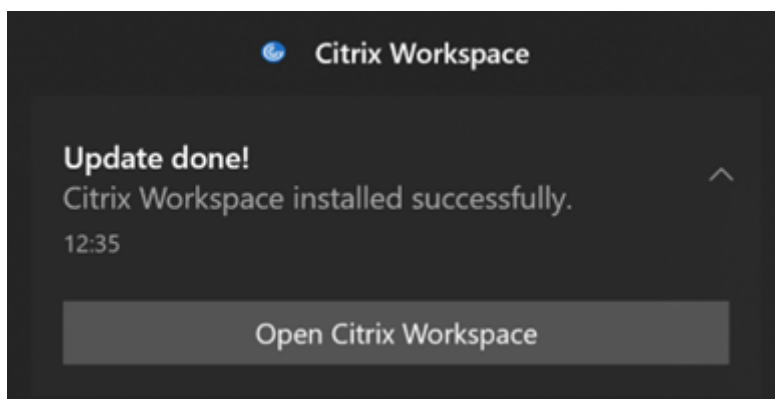 Citrix Workspace
Update done!
Citrix Workspace installed successfully.
12:35
Open Citrix Workspace